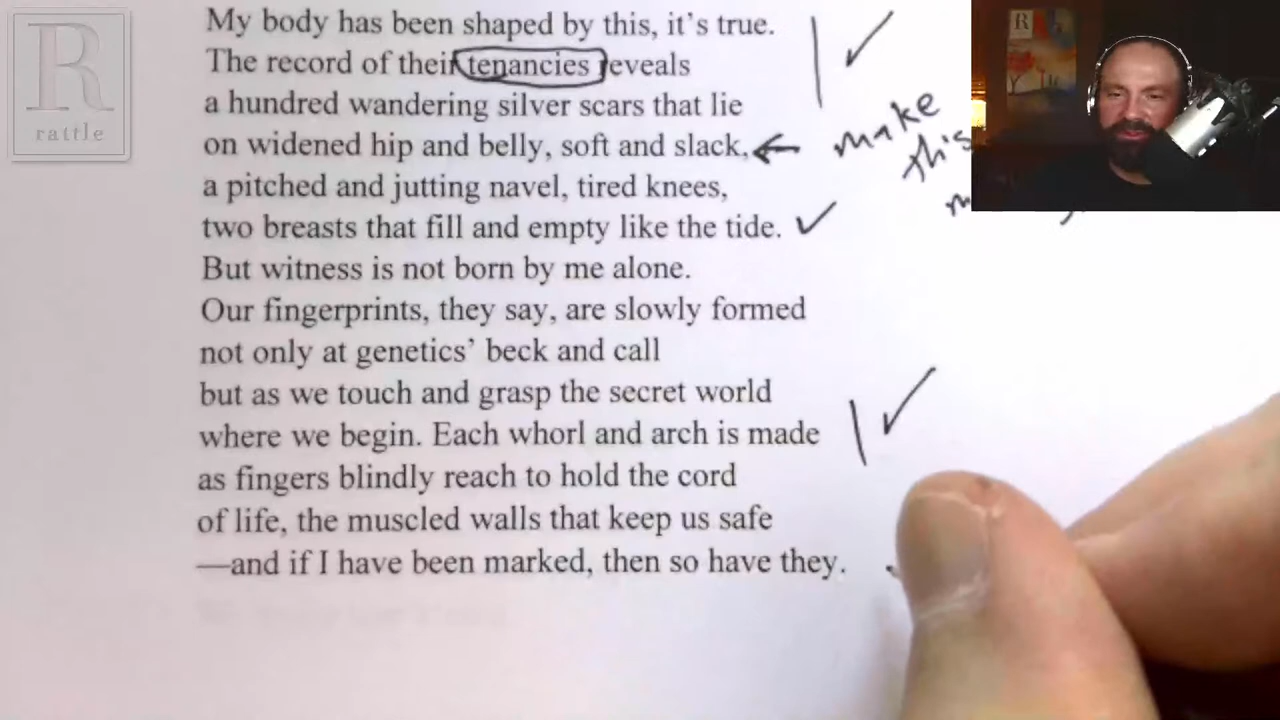 R
rattle
My body has been shaped by this, it's true.
The record of their tenancies reveals
a hundred wandering silver scars that lie
on widened hip and belly, soft and slack,
a pitched and jutting navel, tired knees,
two breasts that fill and empty like the tide.
But witness is not born by me alone.
Our fingerprints, they say, are slowly formed
not only at genetics' beck and call
but as we touch and grasp the secret world
where we begin. Each whorl and arch is made
as fingers blindly reach to hold the cord
of life, the muscled walls that keep us safe
—and if I have been marked, then so have they.
make
this
R